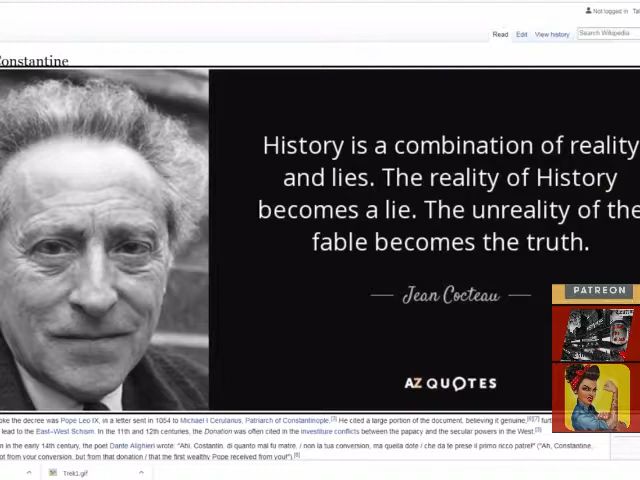 Not logged in
Read Edit View history Search Wikipedia
Constantine
History is a combination of reality
and lies. The reality of History
becomes a lie. The unreality of the
fable becomes the truth.
Jean Cocteau
AZ QUOTES
PATREON
oke the decree was Pope Leo IX, in a letter sent in 1054 to Michael I Cerularius, Patriarch of Constantinople.[3] He cited a large portion of the document, believing it genuine,[6][7]
lead to the East–West Schism. In the 11th and 12th centuries, the Donation was often cited in the investiture conflicts between the papacy and the secular powers in the West.[3]
n in the early 14th century, the poet Dante Alighieri wrote: "Ahi, Costantin, di quanto mal fu matre, / non la tua conversion, ma quella dote / che da te prese il primo ricco patre!" ("Ah, Constantine,
ot from your conversion, but from that donation / that the first wealthy Pope received from you!").[8]
Trek1.gif